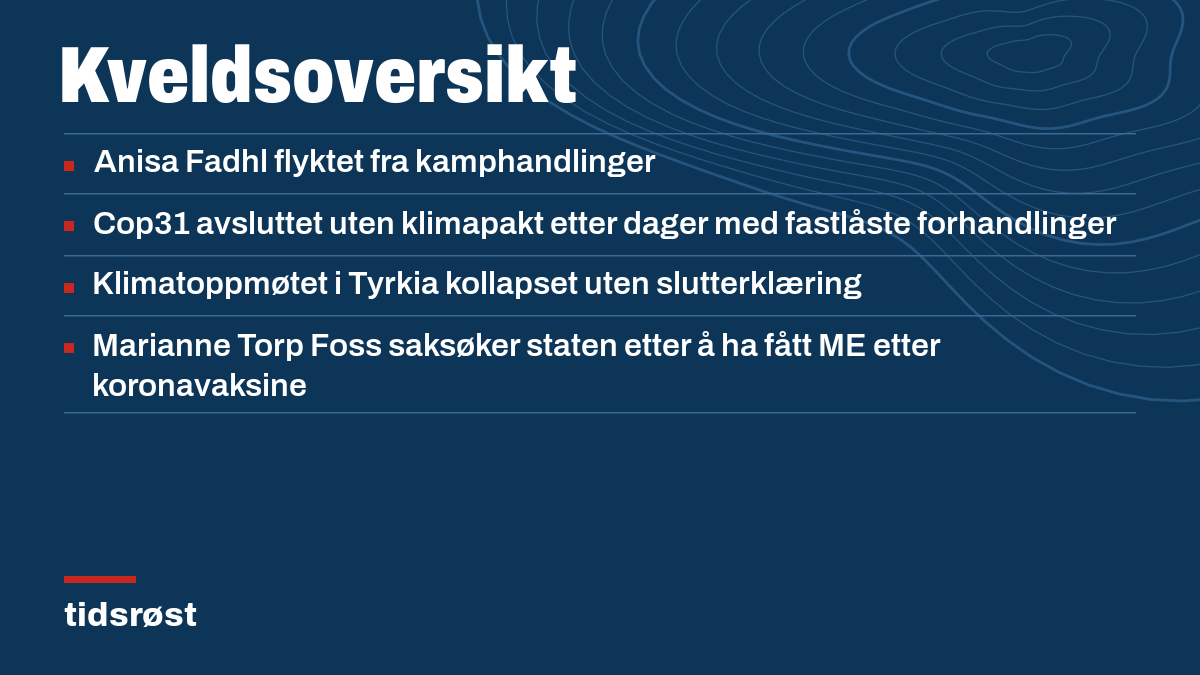 Kveldsoversikt
Anisa Fadhl flyktet fra kamphandlinger
Cop31 avsluttet uten klimapakt etter dager med fastlåste forhandlinger
Klimatoppmøtet i Tyrkia kollapset uten slutterklæring
Marianne Torp Foss saksøker staten etter å ha fått ME etter
koronavaksine
tidsrøst